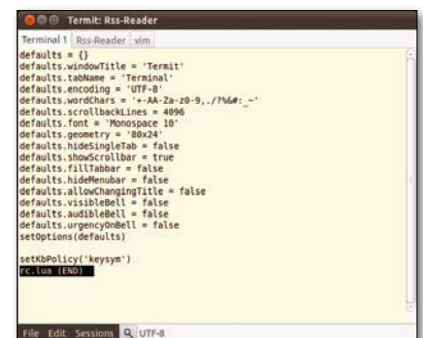 Termit: Rss-Reader
Terminal 1 Rss-Reader vim
defaults = {}
defaults.windowTitle = 'Termit'
defaults.tabName = 'Terminal'
defaults.encoding = 'UTF-8'
defaults.wordChars = '+-AA-Za-z0-9,./?%&#:_~'
defaults.scrollbackLines = 4096
defaults.font = 'Monospace 10'
defaults.geometry = '80x24'
defaults.hideSingleTab = false
defaults.showScrollbar = true
defaults.fillTabbar = false
defaults.hideMenubar = false
defaults.allowChangingTitle = false
defaults.visibleBell = false
defaults.audibleBell = false
defaults.urgencyOnBell = false
setOptions(defaults)
setKbPolicy('keysym')
rc.lua (END)
File Edit Sessions UTF-8